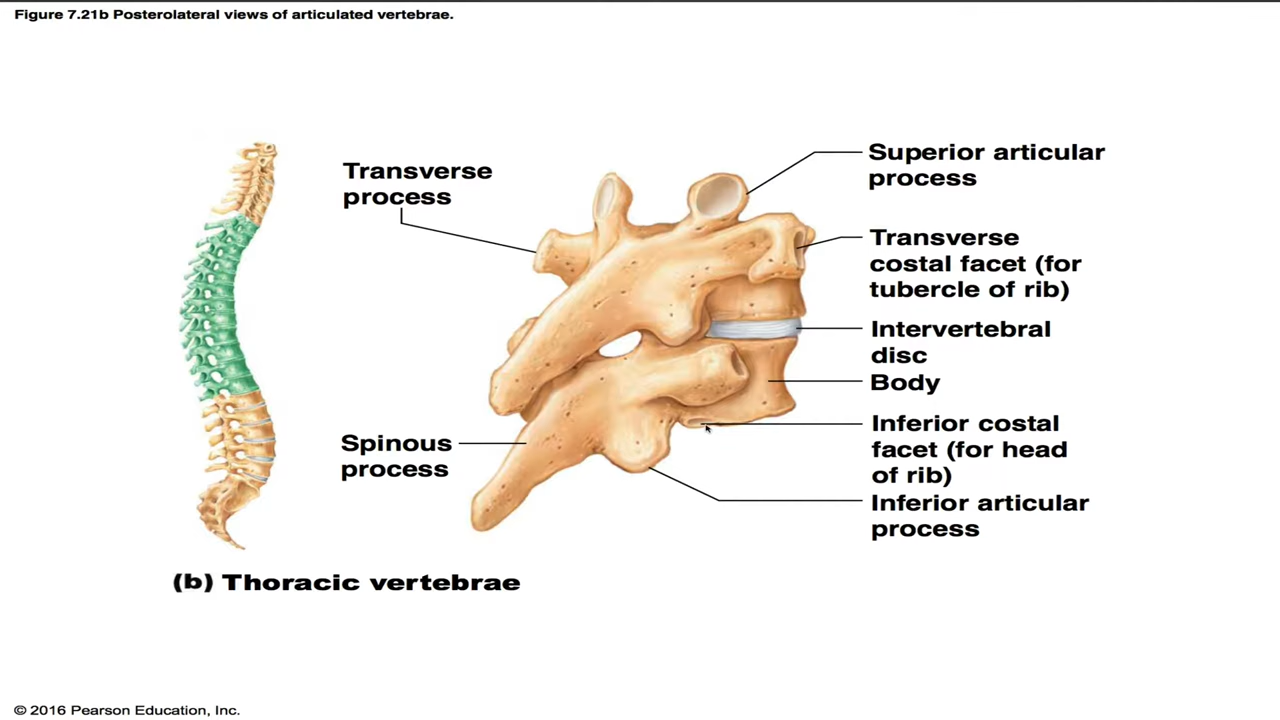 Figure 7.21b Posterolateral views of articulated vertebrae.
Transverse
process
Superior articular
process
Transverse
costal facet (for
tubercle of rib)
Intervertebral
disc
Body
Inferior costal
facet (for head
of rib)
Inferior articular
process
Spinous
process
(b) Thoracic vertebrae
© 2016 Pearson Education, Inc.